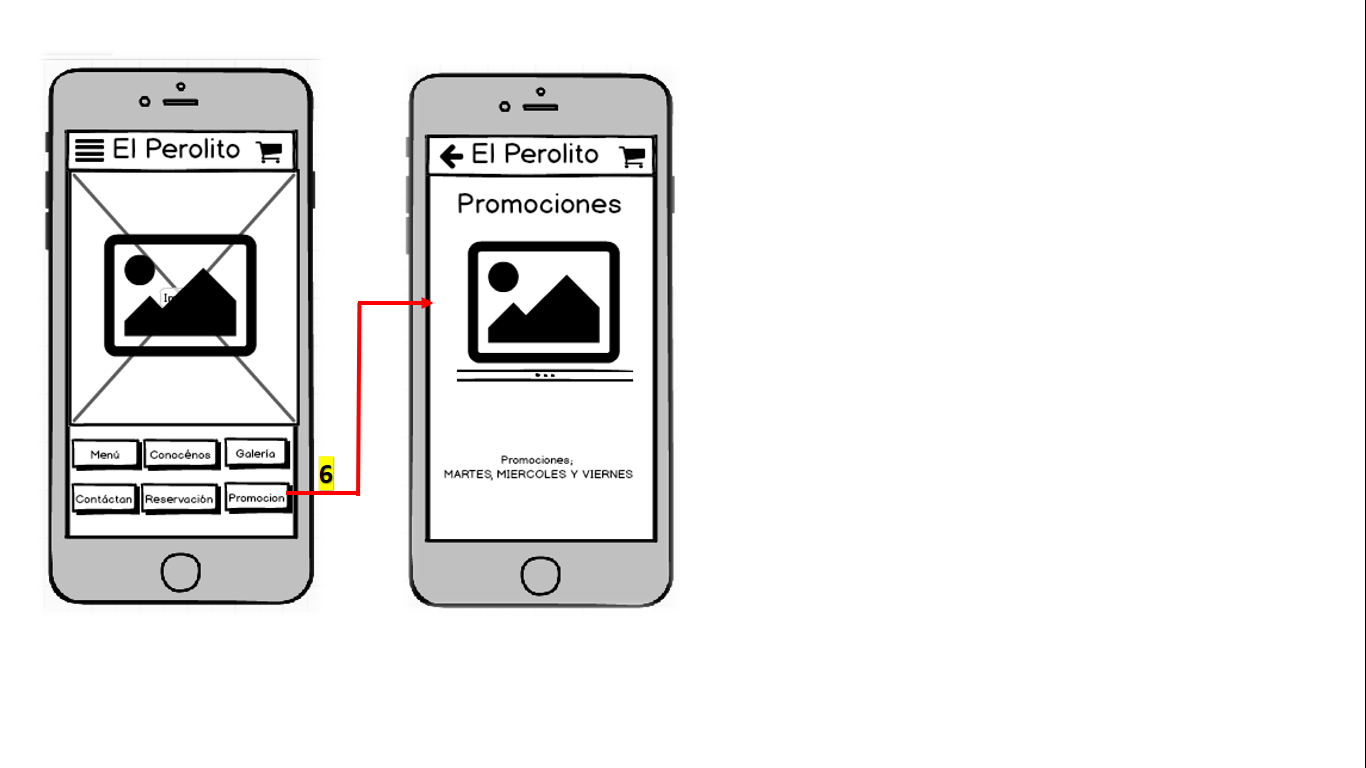 El Perolito
Menú
Conocénos
Galería
Contáctan
Reservación
Promocion
6
El Perolito
Promociones
Promociones;
MARTES, MIERCOLES Y VIERNES